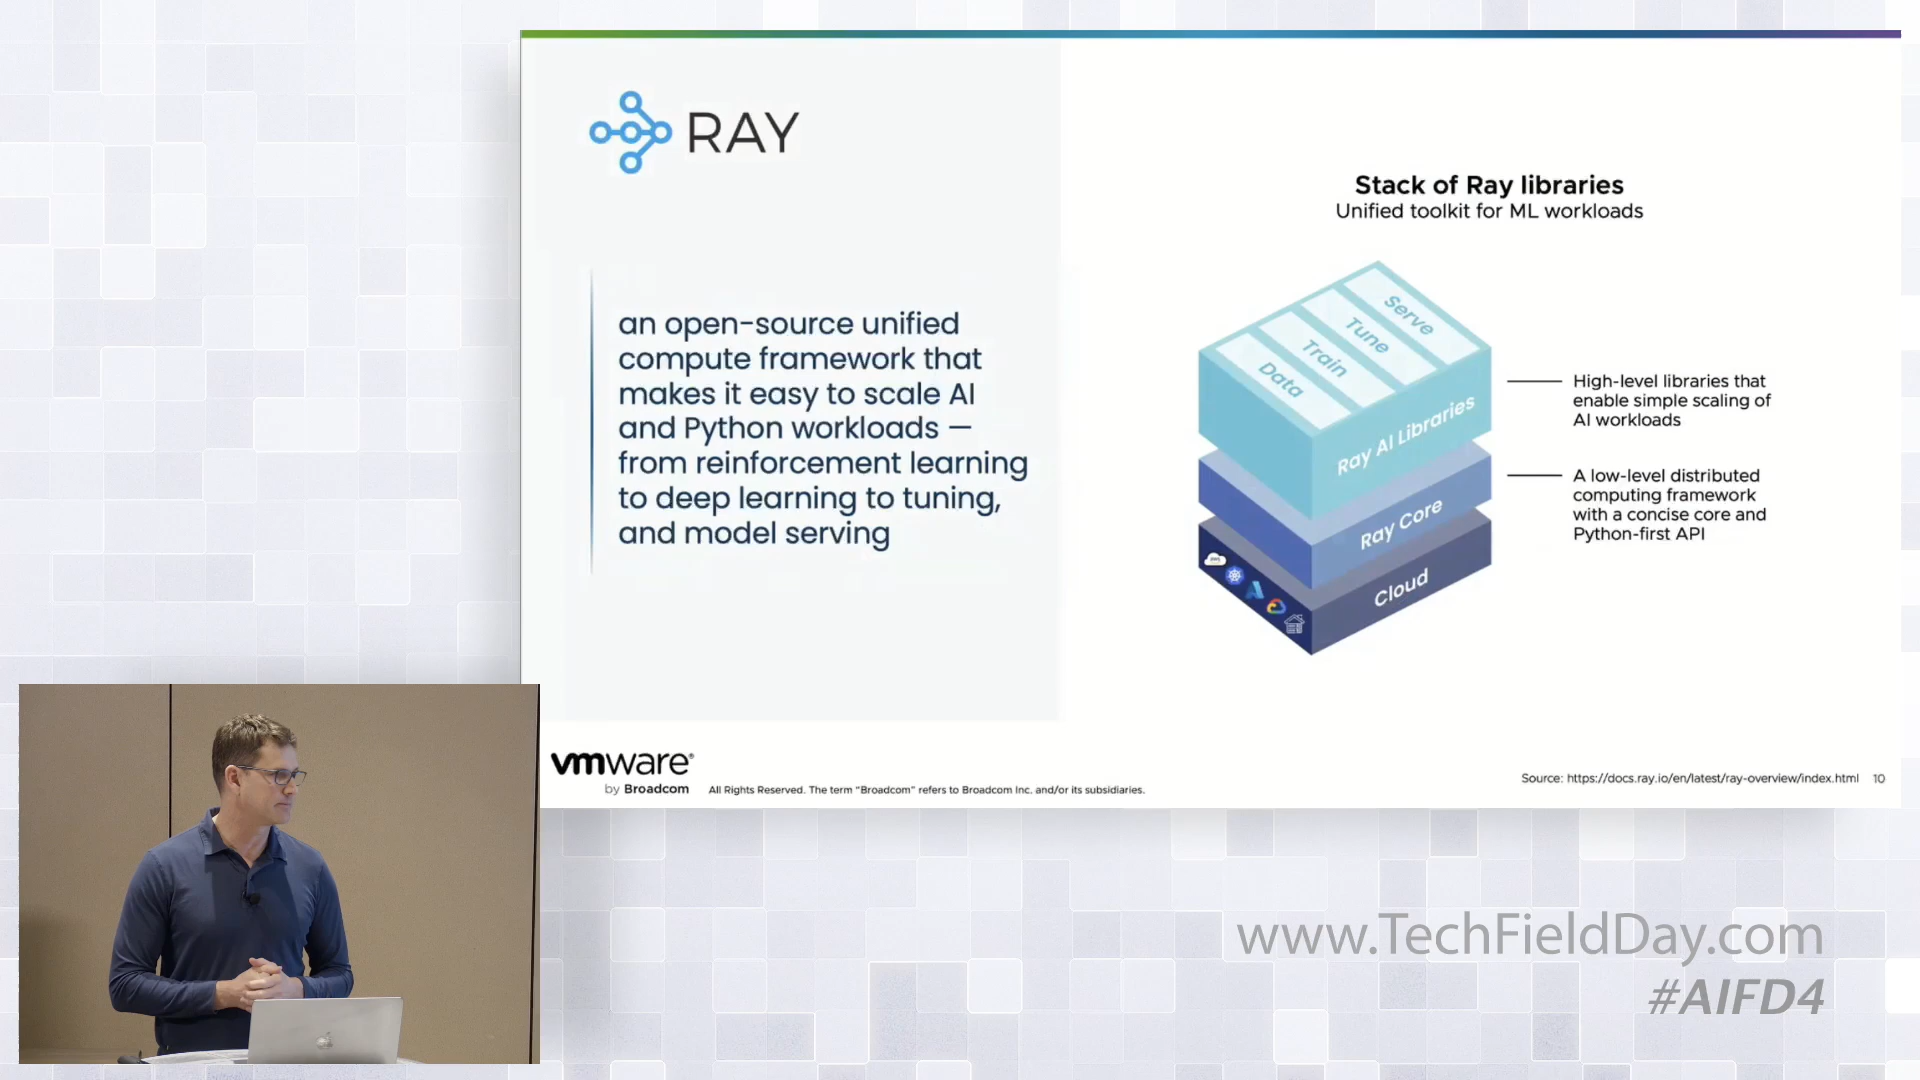 RAY
an open-source unified
compute framework that
makes it easy to scale AI
and Python workloads —
from reinforcement learning
to deep learning to tuning,
and model serving
Stack of Ray libraries
Unified toolkit for ML workloads
Serve
Tune
Train
Data
Ray AI Libraries
Ray Core
Cloud
High-level libraries that
enable simple scaling of
AI workloads
A low-level distributed
computing framework
with a concise core and
Python-first API
vmware®
by Broadcom
All Rights Reserved. The term "Broadcom" refers to Broadcom Inc. and/or its subsidiaries.
Source: https://docs.ray.io/en/latest/ray-overview/index.html 10
www.TechFieldDay.com
#AIFD4